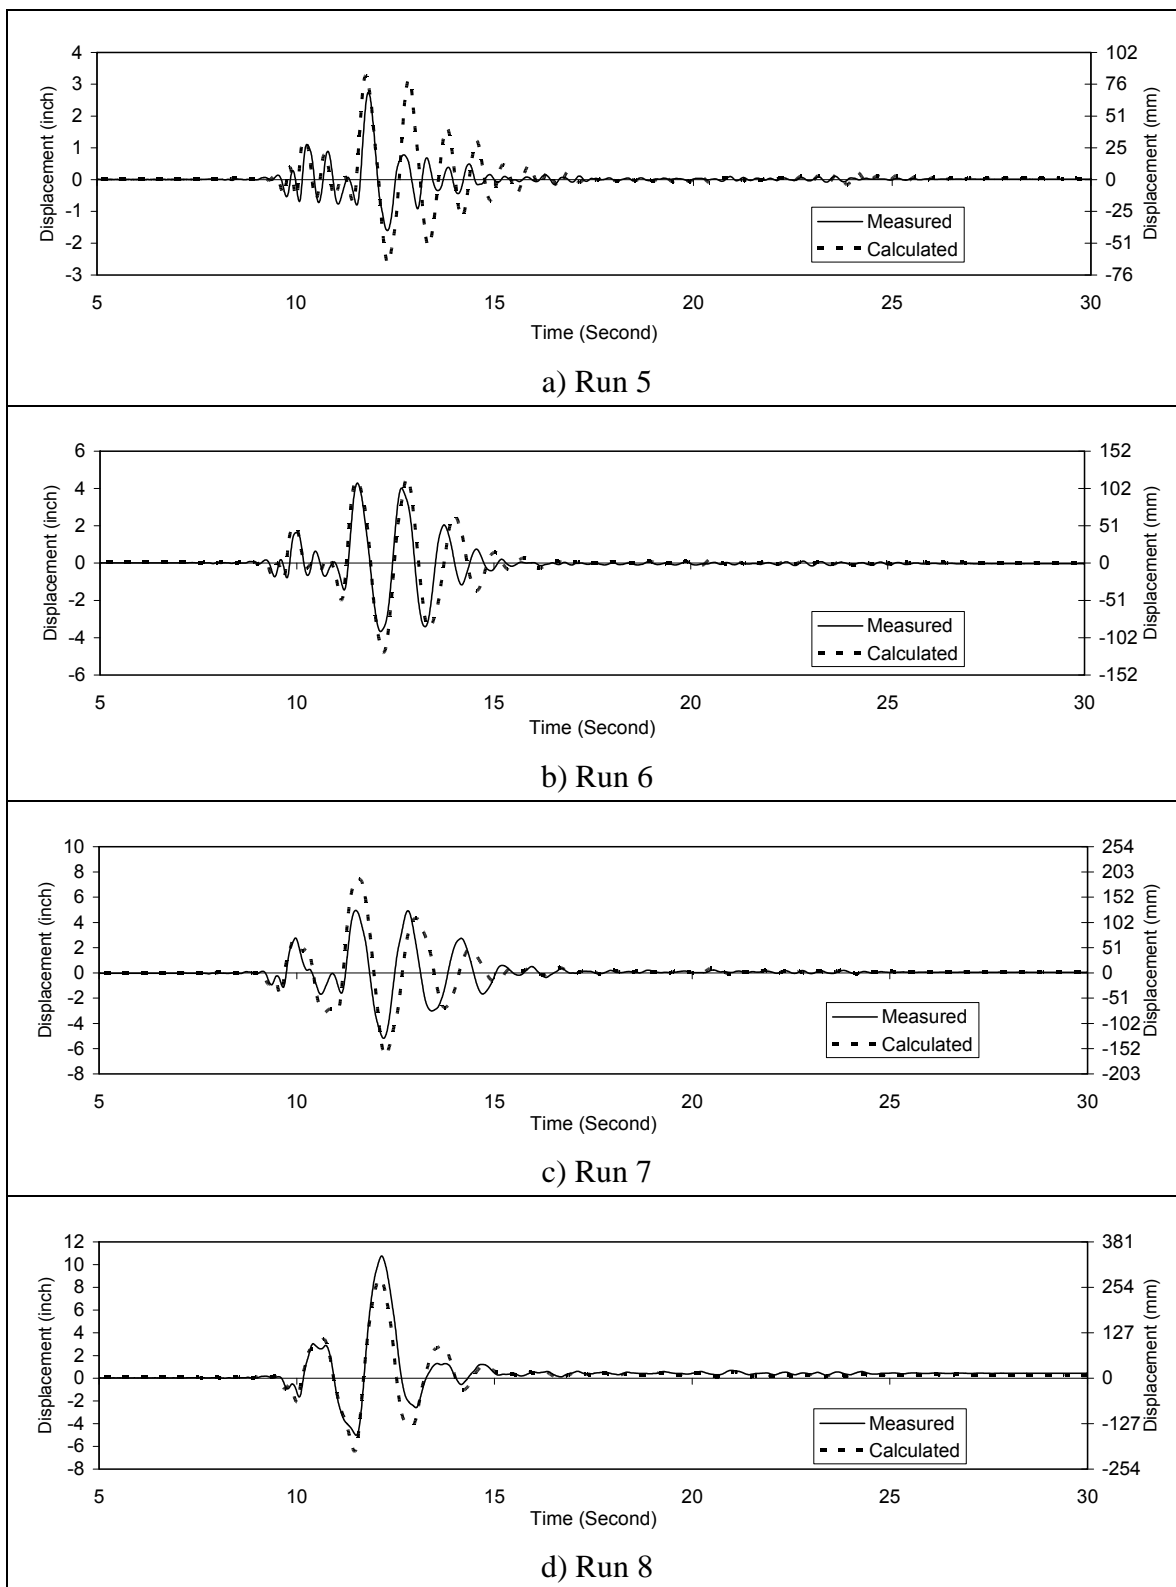 4
3
2
1
0
-1
-2
-3
Displacement (inch)
102
76
51
25
0
-25
-51
-76
Displacement (mm)
Measured
Calculated
5 10 15 20 25 30
Time (Second)
a) Run 5
6
4
2
0
-2
-4
-6
Displacement (inch)
152
102
51
0
-51
-102
-152
Displacement (mm)
Measured
Calculated
5 10 15 20 25 30
Time (Second)
b) Run 6
10
8
6
4
2
0
-2
-4
-6
-8
Displacement (inch)
254
203
152
102
51
0
-51
-102
-152
-203
Displacement (mm)
Measured
Calculated
5 10 15 20 25 30
Time (Second)
c) Run 7
12
10
8
6
4
2
0
-2
-4
-6
-8
Displacement (inch)
381
254
127
0
-127
-254
Displacement (mm)
Measured
Calculated
5 10 15 20 25 30
Time (Second)
d) Run 8